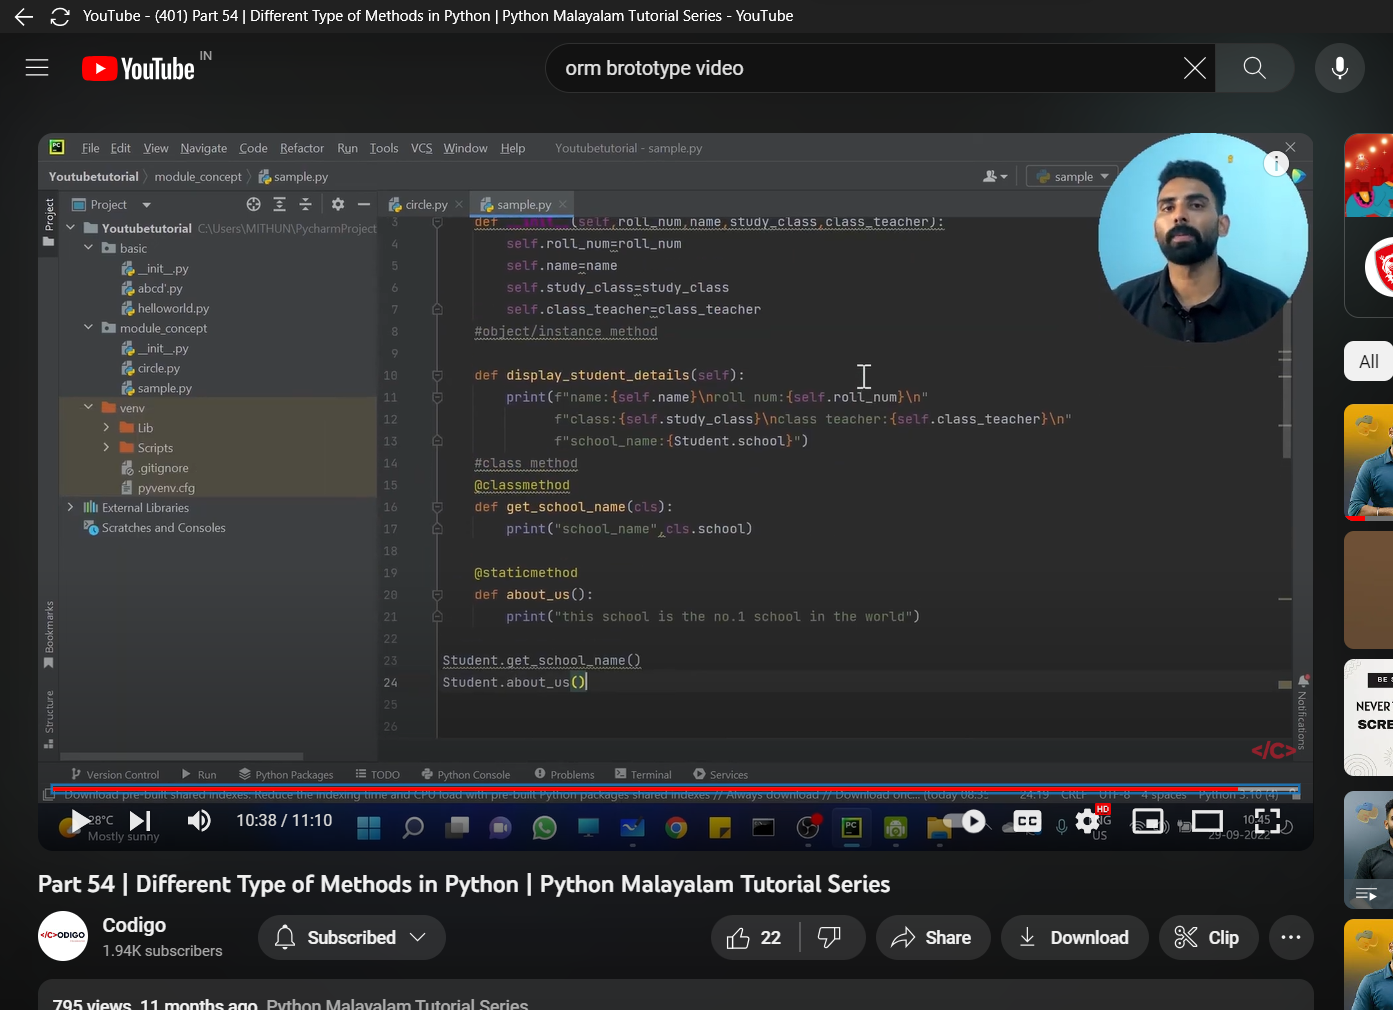 YouTube - (401) Part 54 | Different Type of Methods in Python | Python Malayalam Tutorial Series - YouTube
YouTube IN
orm brototype video
File Edit View Navigate Code Refactor Run Tools VCS Window Help Youtubetutorial - sample.py
Youtubetutorial module_concept sample.py
sample
Project
Project
circle.py
sample.py
Youtubetutorial C:\Users\MITHUN\PycharmProject
basic
__init__.py
abcd'.py
helloworld.py
module_concept
__init__.py
circle.py
sample.py
venv
Lib
Scripts
.gitignore
pyvenv.cfg
External Libraries
Scratches and Consoles
Bookmarks
Structure
3 def __init__(self,roll_num,name,study_class,class_teacher):
4 self.roll_num=roll_num
5 self.name=name
6 self.study_class=study_class
7 self.class_teacher=class_teacher
8 #object/instance method
9
10 def display_student_details(self):
11 print(f"name:{self.name}\nroll num:{self.roll_num}\n"
12 f"class:{self.study_class}\nclass teacher:{self.class_teacher}\n"
13 f"school_name:{Student.school}")
14 #class method
15 @classmethod
16 def get_school_name(cls):
17 print("school_name",cls.school)
18
19 @staticmethod
20 def about_us():
21 print("this school is the no.1 school in the world")
22
23 Student.get_school_name()
24 Student.about_us()
25
26
Notifications
</C>
Version Control Run Python Packages TODO Python Console Problems Terminal Services
Download pre-built shared indexes: Reduce the indexing time and CPU load with pre-built Python packages shared indexes // Always download // Download onc... (today 08:3 24:19 CRLF UTF-8 4 spaces Python 3.10 (4)
28°C
Mostly sunny
10:38 / 11:10
CC
HD
ENG
US
10:45
29-09-2022
Part 54 | Different Type of Methods in Python | Python Malayalam Tutorial Series
</C>ODIGO
Codigo
1.94K subscribers
Subscribed
22
Share
Download
Clip
795 views 11 months ago Python Malayalam Tutorial Series
All
BE S
NEVER
SCRE